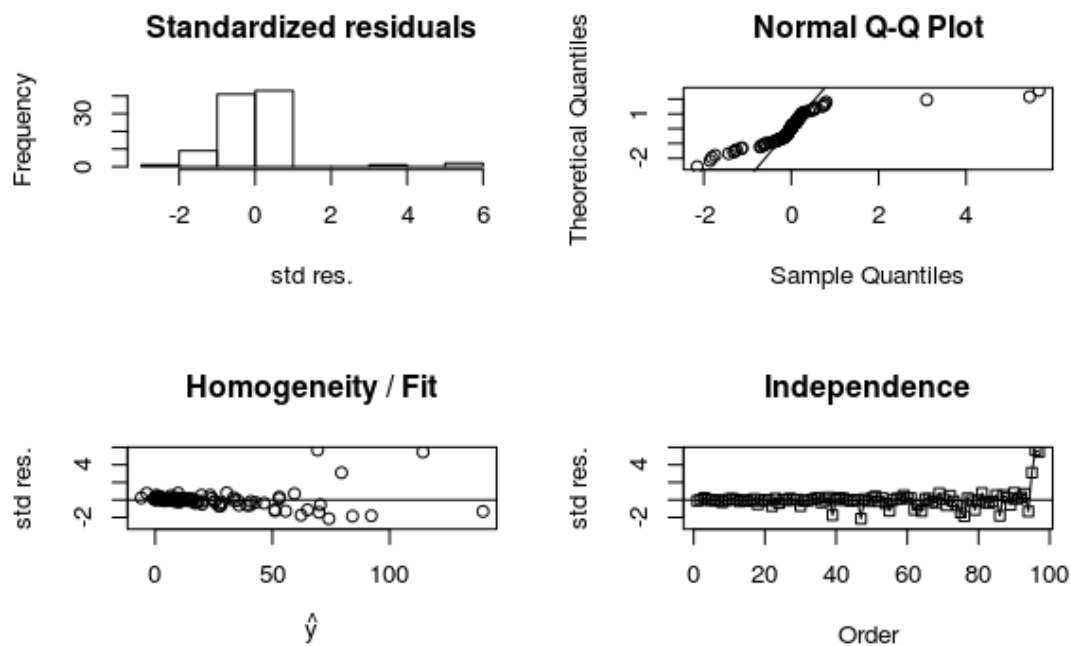 Standardized residuals
Frequency
0 30
-2 0 2 4 6
std res.
Normal Q-Q Plot
Theoretical Quantiles
-2 1
-2 0 2 4
Sample Quantiles
Homogeneity / Fit
std res.
-2 4
0 50 100
ŷ
Independence
std res.
-2 4
0 20 40 60 80 100
Order